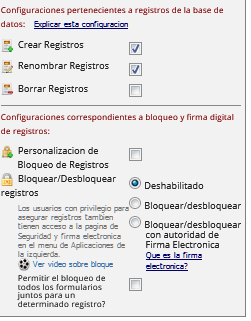 Configuraciones pertenecientes a registros de la base de
datos: Explicar esta configuracion
Crear Registros
Renombrar Registros
Borrar Registros
Configuraciones correspondientes a bloqueo y firma digital
de registros:
Personalizacion de
Bloqueo de Registros
Bloquear/Desbloquear
registros
Los usuarios con privilegio para
asegurar registros tambien
tienen acceso a la pagina de
Seguridad y firma electronica
en el menu de Aplicaciones de
la izquierda.
Ver video sobre bloque
Deshabilitado
Bloquear/desbloquear
Bloquear/desbloquear
con autoridad de
Firma Electronica
Que es la firma
electronica?
Permitir el bloqueo de
todos los formularios
juntos para un
determinado registro?